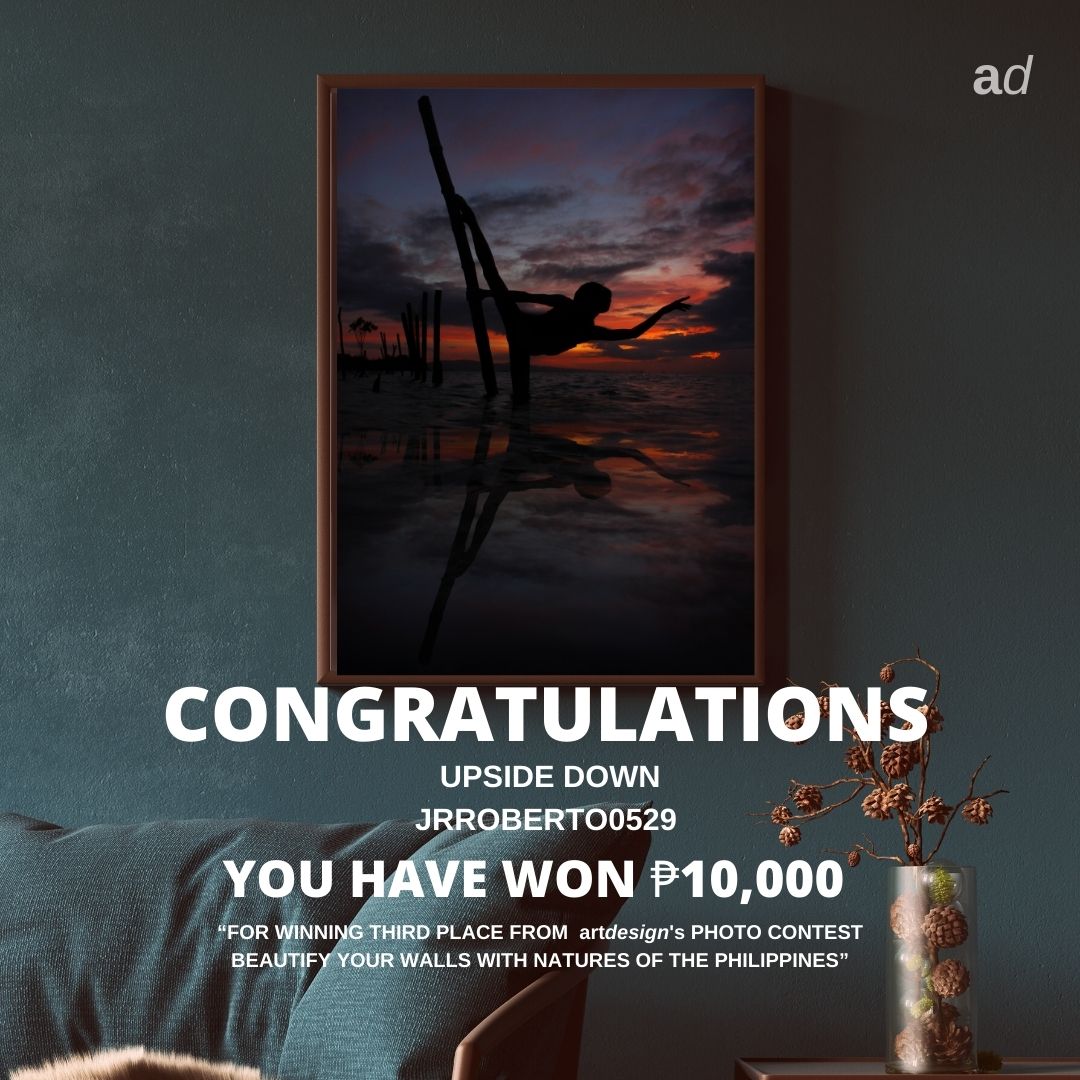 ad
CONGRATULATIONS
UPSIDE DOWN
JRROBERTO0529
YOU HAVE WON ₱10,000
“FOR WINNING THIRD PLACE FROM artdesign's PHOTO CONTEST
BEAUTIFY YOUR WALLS WITH NATURES OF THE PHILIPPINES”